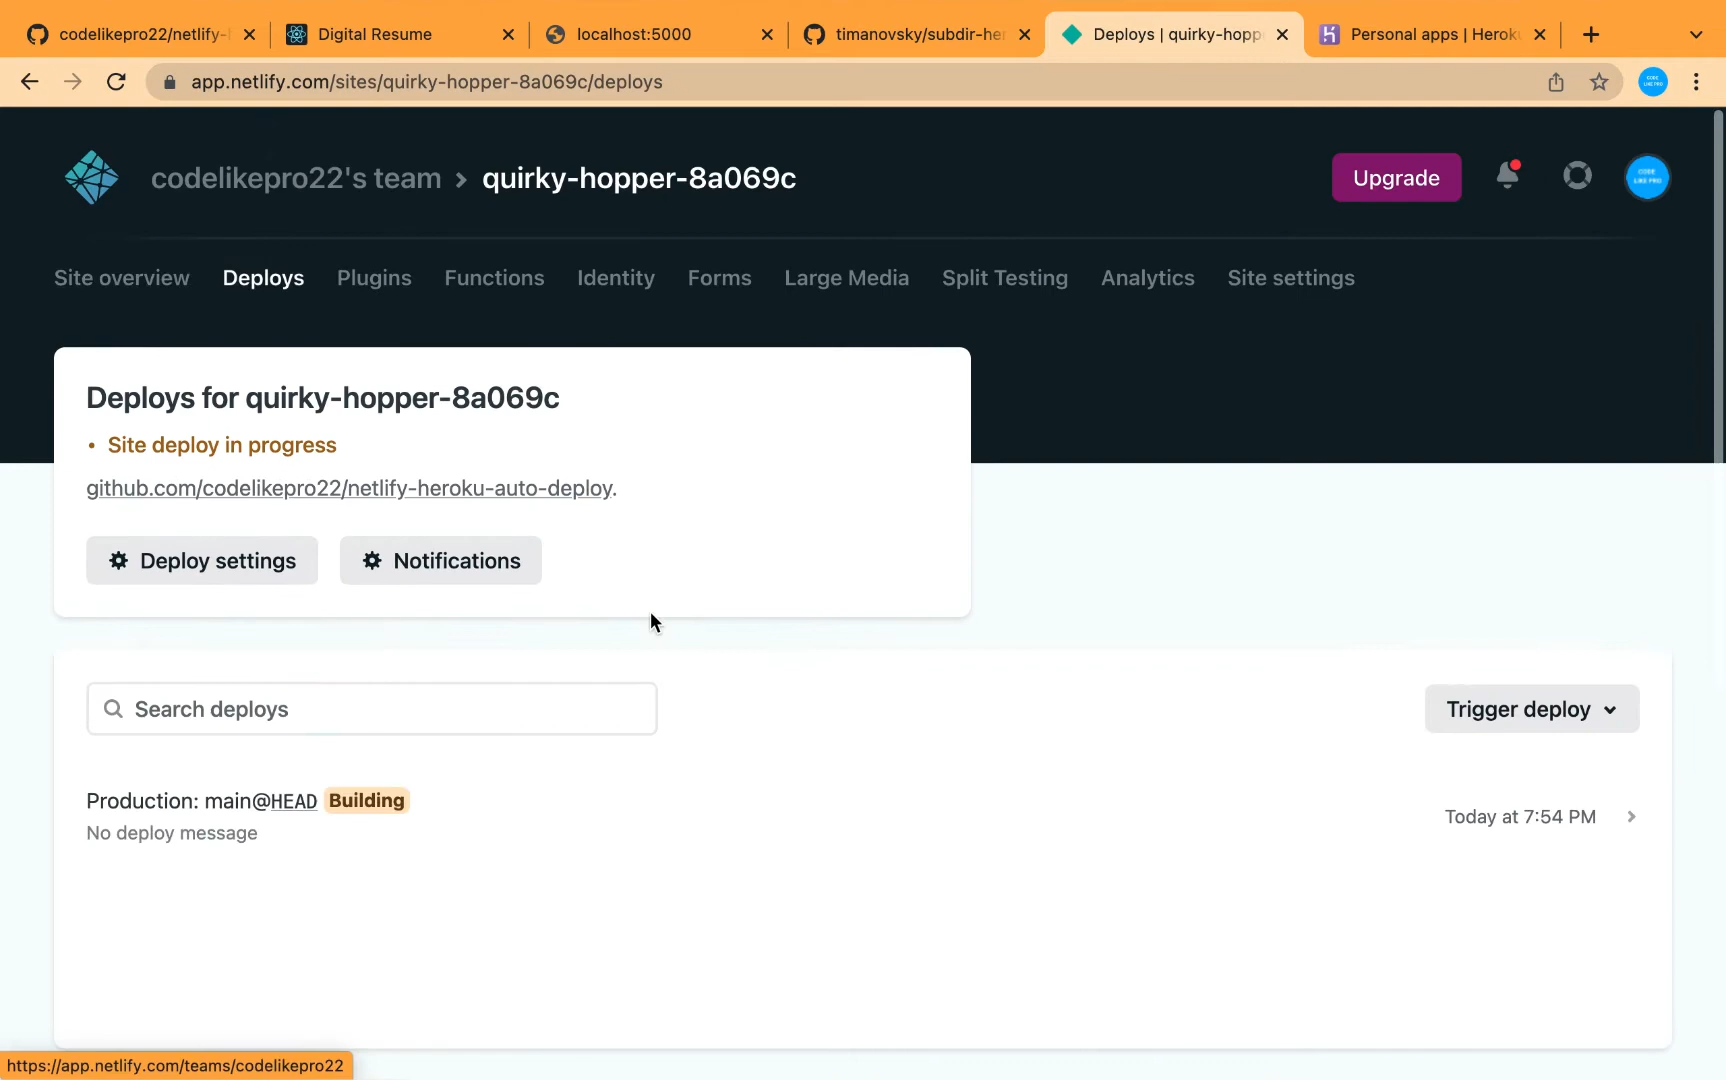 codelikepro22/netlify-
Digital Resume
localhost:5000
timanovsky/subdir-he
Deploys | quirky-hopp
Personal apps | Herok
app.netlify.com/sites/quirky-hopper-8a069c/deploys
codelikepro22's team > quirky-hopper-8a069c
Upgrade
CODE
LIKE PRO
Site overview Deploys Plugins Functions Identity Forms Large Media Split Testing Analytics Site settings
Deploys for quirky-hopper-8a069c
• Site deploy in progress
github.com/codelikepro22/netlify-heroku-auto-deploy.
Deploy settings
Notifications
Search deploys
Trigger deploy
Production: main@HEAD Building
No deploy message
Today at 7:54 PM
https://app.netlify.com/teams/codelikepro22